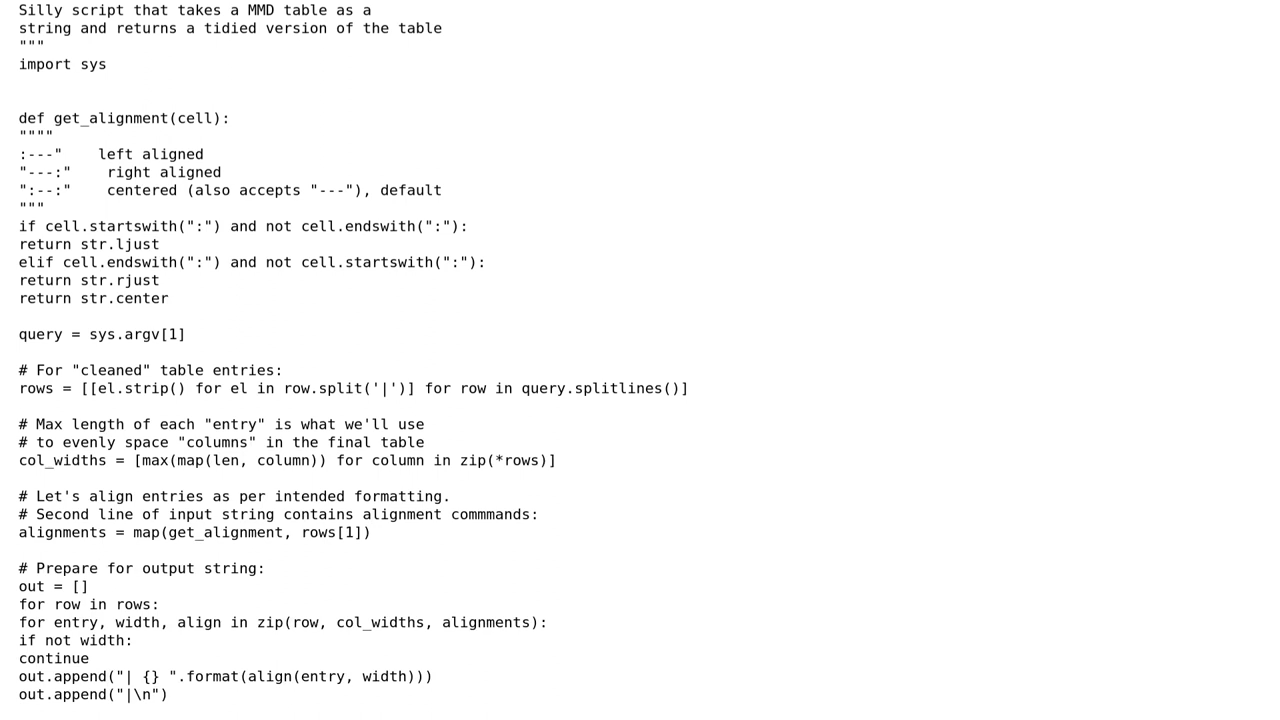 Silly script that takes a MMD table as a
string and returns a tidied version of the table
"""
import sys
def get_alignment(cell):
""""
:---"    left aligned
"---:"    right aligned
":--:"    centered (also accepts "---"), default
"""
if cell.startswith(":") and not cell.endswith(":"):
return str.ljust
elif cell.endswith(":") and not cell.startswith(":"):
return str.rjust
return str.center
query = sys.argv[1]
# For "cleaned" table entries:
rows = [[el.strip() for el in row.split('|')] for row in query.splitlines()]
# Max length of each "entry" is what we'll use
# to evenly space "columns" in the final table
col_widths = [max(map(len, column)) for column in zip(*rows)]
# Let's align entries as per intended formatting.
# Second line of input string contains alignment commmands:
alignments = map(get_alignment, rows[1])
# Prepare for output string:
out = []
for row in rows:
for entry, width, align in zip(row, col_widths, alignments):
if not width:
continue
out.append("| {} ".format(align(entry, width)))
out.append("|\n")